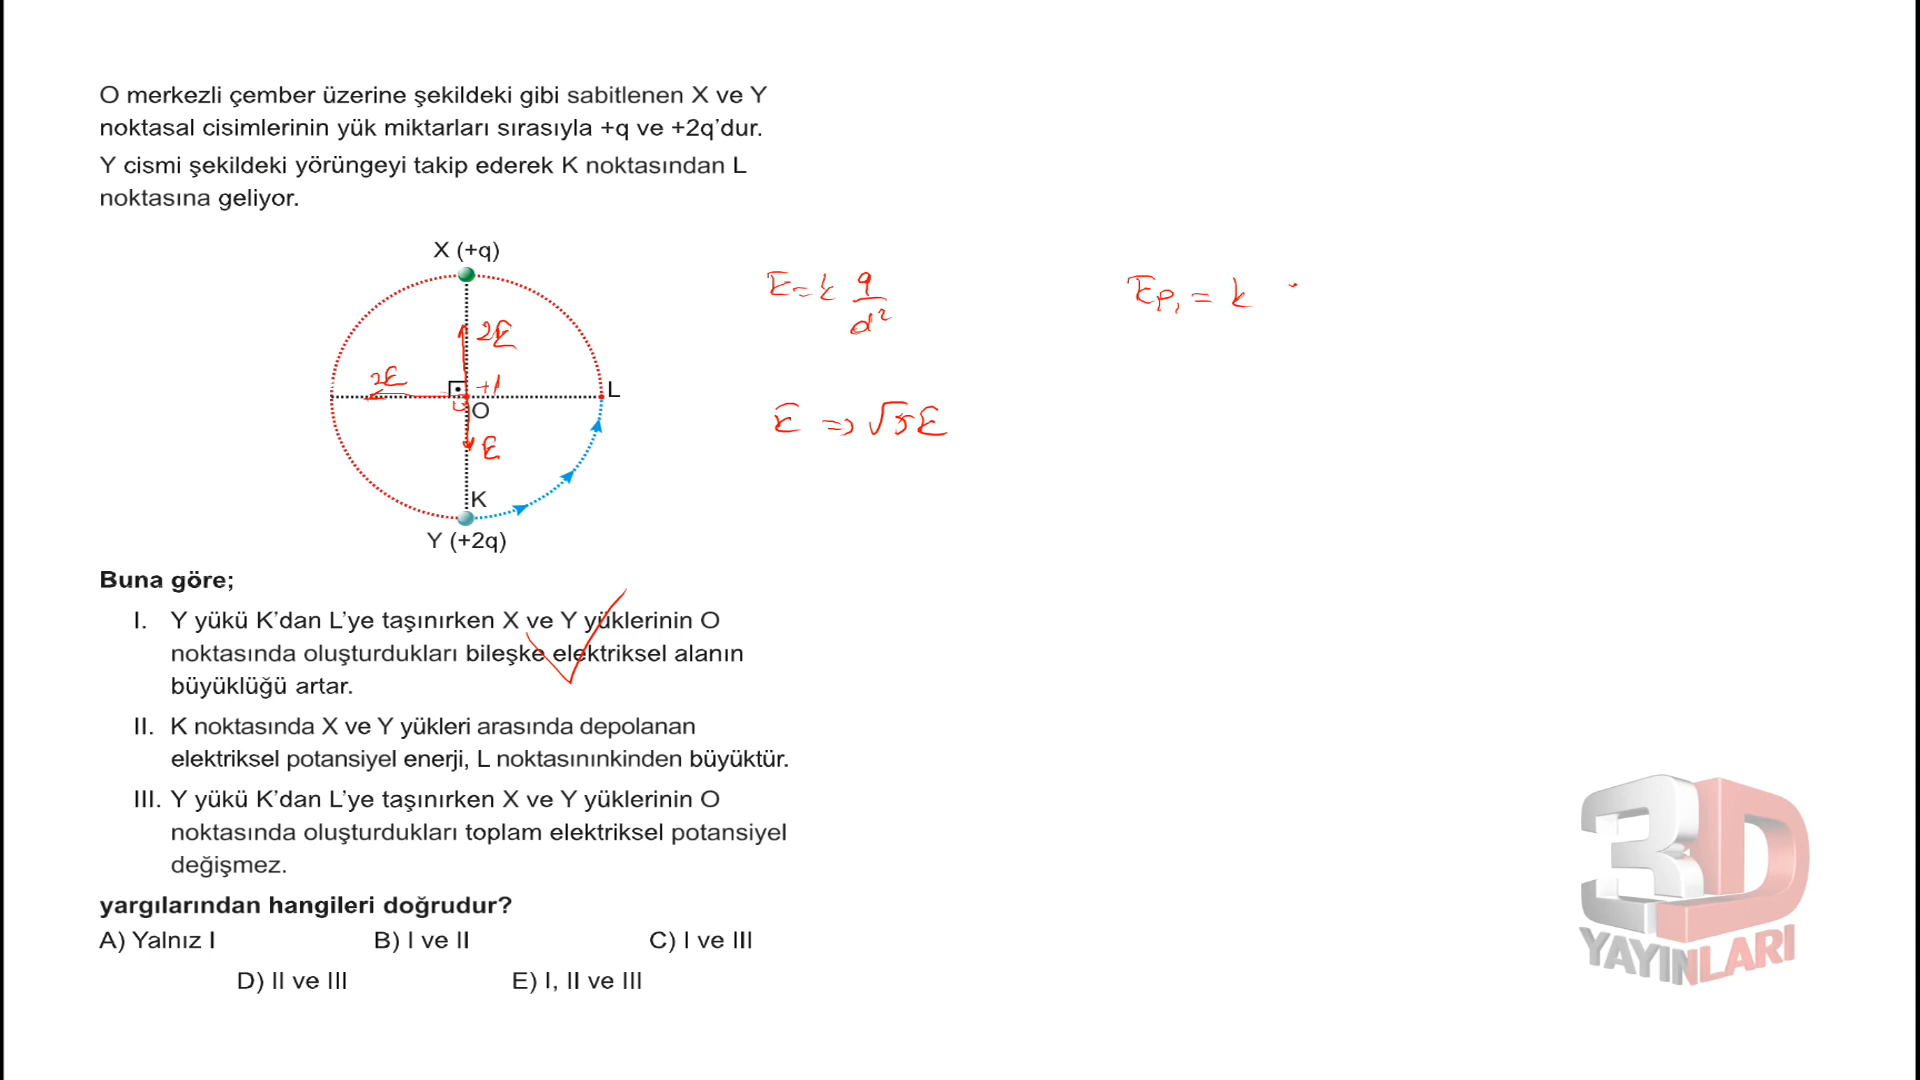 O merkezli çember üzerine şekildeki gibi sabitlenen X ve Y
noktasal cisimlerinin yük miktarları sırasıyla +q ve +2q’dur.
Y cismi şekildeki yörüngeyi takip ederek K noktasından L
noktasına geliyor.
X (+q)
2E
2E
+1
L
O
E
K
Y (+2q)
E = k q / d²
E ⇒ √5E
Ep₁ = k ·
Buna göre;
I. Y yükü K’dan L’ye taşınırken X ve Y yüklerinin O
noktasında oluşturdukları bileşke elektriksel alanın
büyüklüğü artar.
II. K noktasında X ve Y yükleri arasında depolanan
elektriksel potansiyel enerji, L noktasınınkinden büyüktür.
III. Y yükü K’dan L’ye taşınırken X ve Y yüklerinin O
noktasında oluşturdukları toplam elektriksel potansiyel
değişmez.
yargılarından hangileri doğrudur?
A) Yalnız I B) I ve II C) I ve III
D) II ve III E) I, II ve III
3D
YAYINLARI